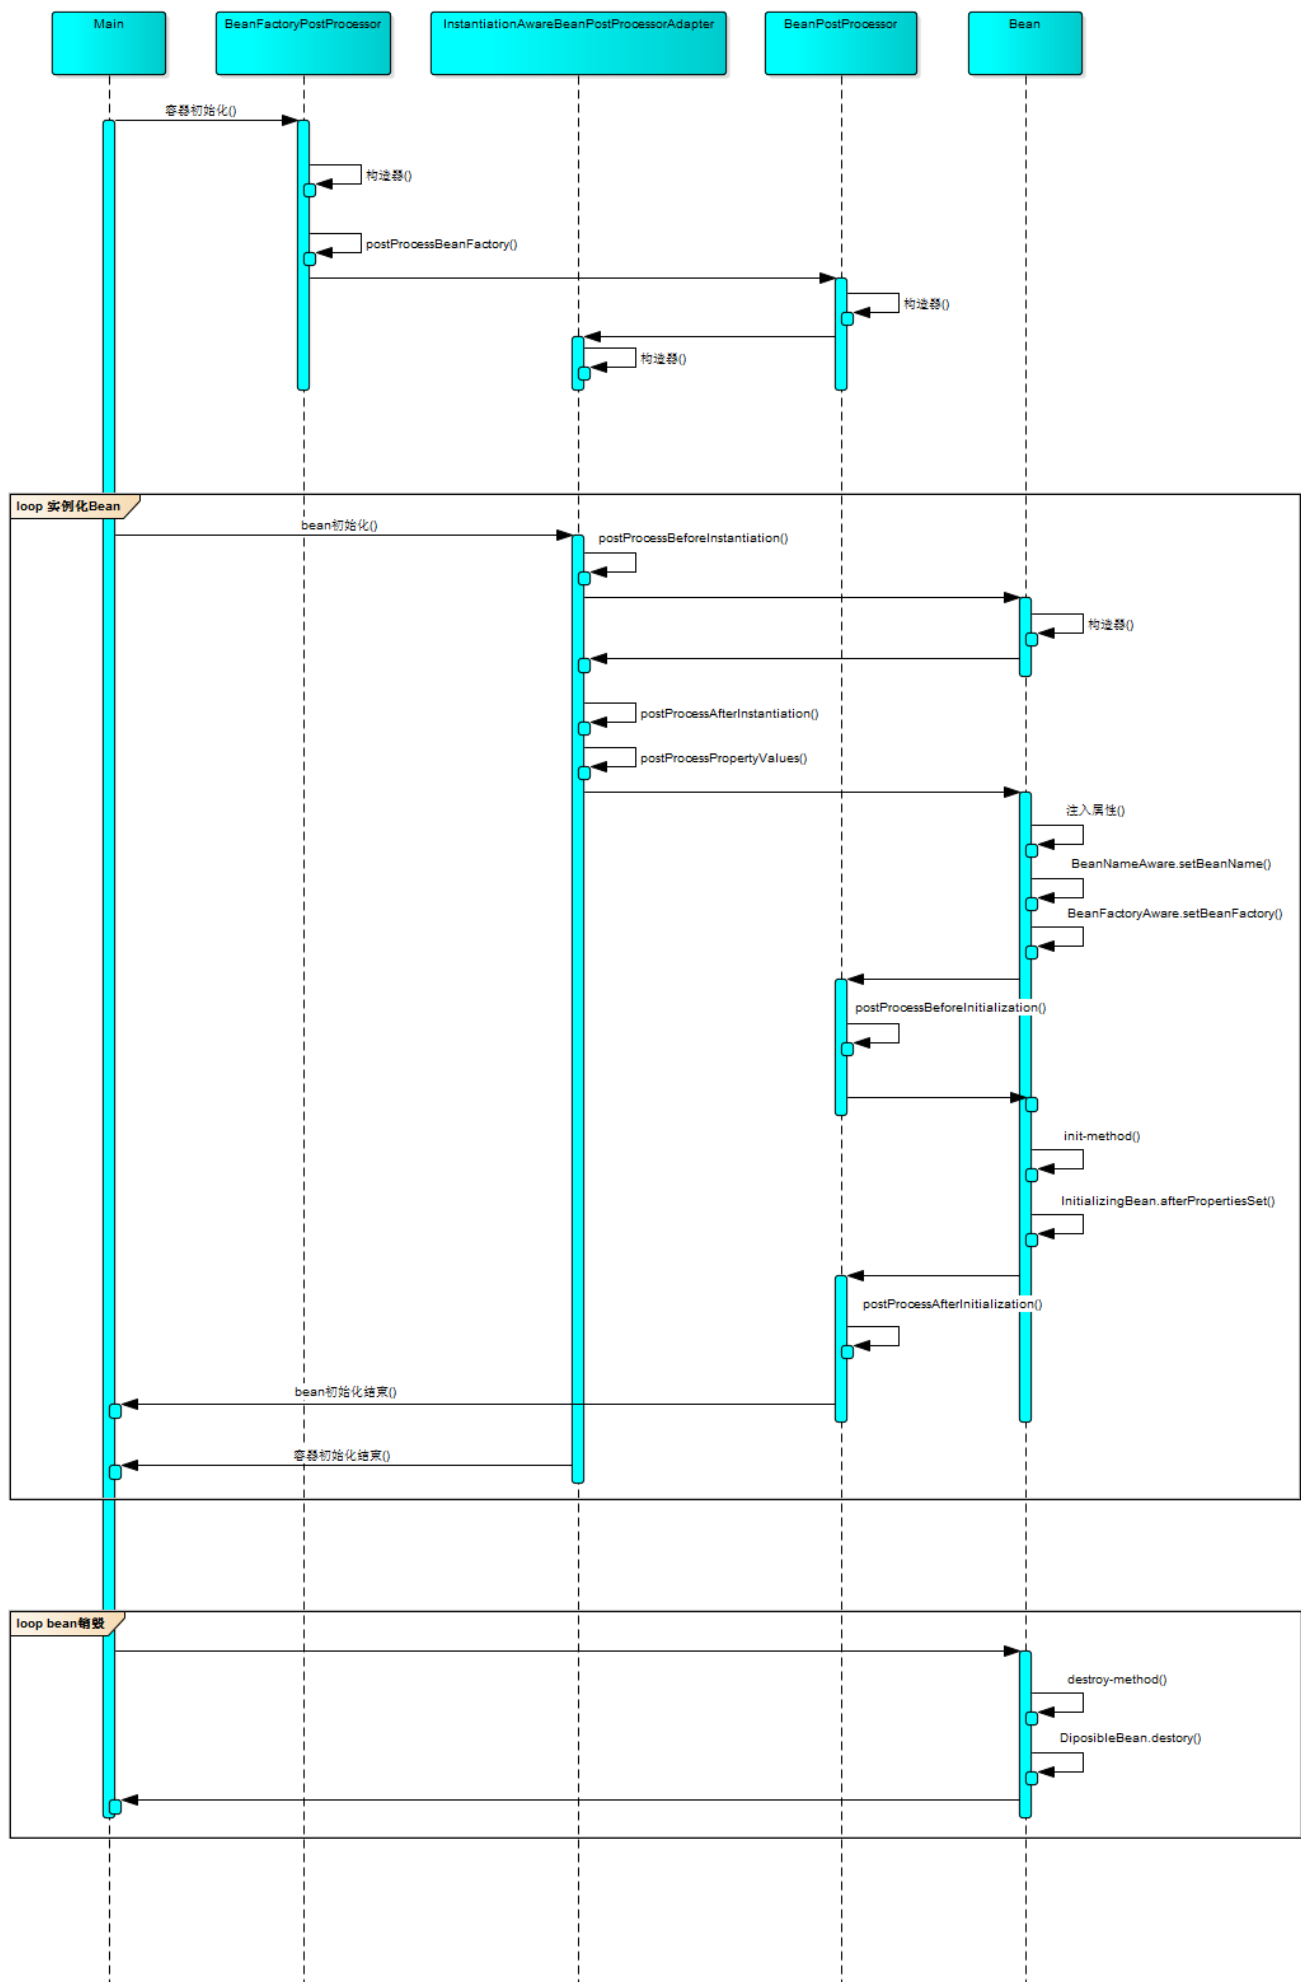 Main
BeanFactoryPostProcessor
InstantiationAwareBeanPostProcessorAdapter
BeanPostProcessor
Bean
容器初始化()
构造器()
postProcessBeanFactory()
构造器()
构造器()
loop 实例化Bean
bean初始化()
postProcessBeforeInstantiation()
构造器()
postProcessAfterInstantiation()
postProcessPropertyValues()
注入属性()
BeanNameAware.setBeanName()
BeanFactoryAware.setBeanFactory()
postProcessBeforeInitialization()
init-method()
InitializingBean.afterPropertiesSet()
postProcessAfterInitialization()
bean初始化结束()
容器初始化结束()
loop bean销毁
destroy-method()
DiposibleBean.destory()